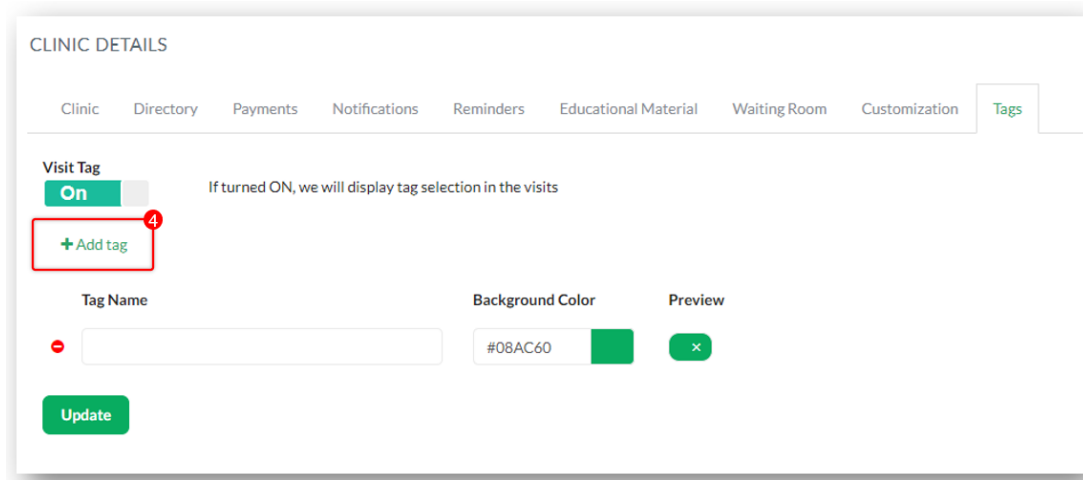 CLINIC DETAILS
Clinic Directory Payments Notifications Reminders Educational Material Waiting Room Customization Tags
Visit Tag
On
If turned ON, we will display tag selection in the visits
4
+ Add tag
Tag Name Background Color Preview
#08AC60 ×
Update